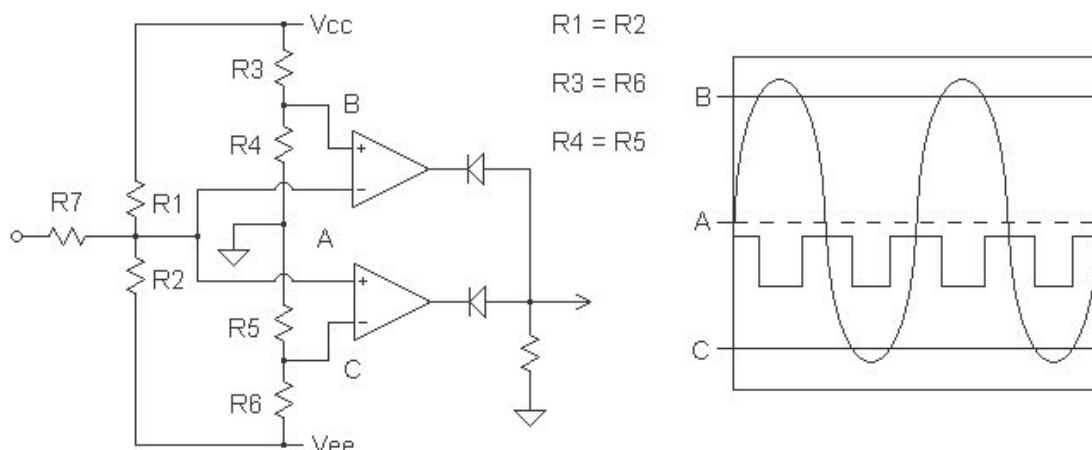 Vcc
R1 = R2
R3
R3 = R6
B
B
R4
R4 = R5
R7
R1
A
A
R2
R5
C
C
R6
Vee
+
-
+
-